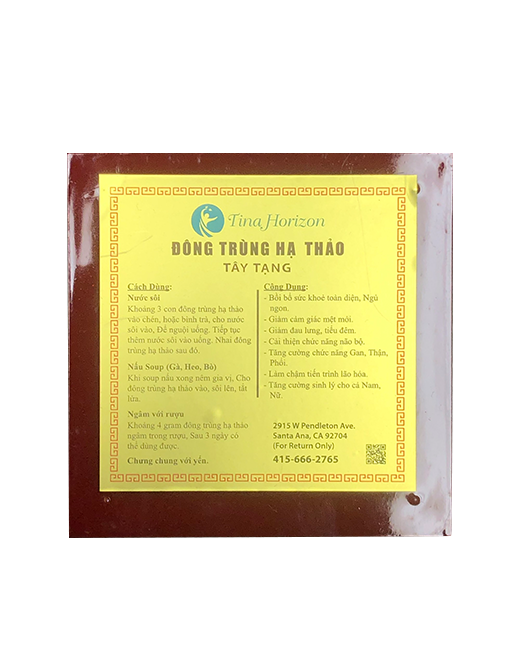 Tina Horizon
ĐÔNG TRÙNG HẠ THẢO
TÂY TẠNG
Cách Dùng:
Nước sôi
Khoảng 3 con đông trùng hạ thảo
vào chén, hoặc bình trà, cho nước
sôi vào, Để nguội uống. Tiếp tục
thêm nước sôi vào uống. Nhai đông
trùng hạ thảo sau đó.
Nấu Soup (Gà, Heo, Bò)
Khi soup nấu xong nêm gia vị, Cho
đông trùng hạ thảo vào, sôi lên, tắt
lửa.
Ngâm với rượu
Khoảng 4 gram đông trùng hạ thảo
ngâm trong rượu, Sau 3 ngày có
thể dùng được.
Chưng chung với yến.
Công Dụng:
- Bồi bổ sức khoẻ toàn diện, Ngủ
ngon.
- Giảm cảm giác mệt mỏi.
- Giảm đau lưng, tiểu đêm.
- Cải thiện chức năng não bộ.
- Tăng cường chức năng Gan, Thận,
Phổi.
- Làm chậm tiến trình lão hóa.
- Tăng cường sinh lý cho cả Nam,
Nữ.
2915 W Pendleton Ave.
Santa Ana, CA 92704
(For Return Only)
415-666-2765